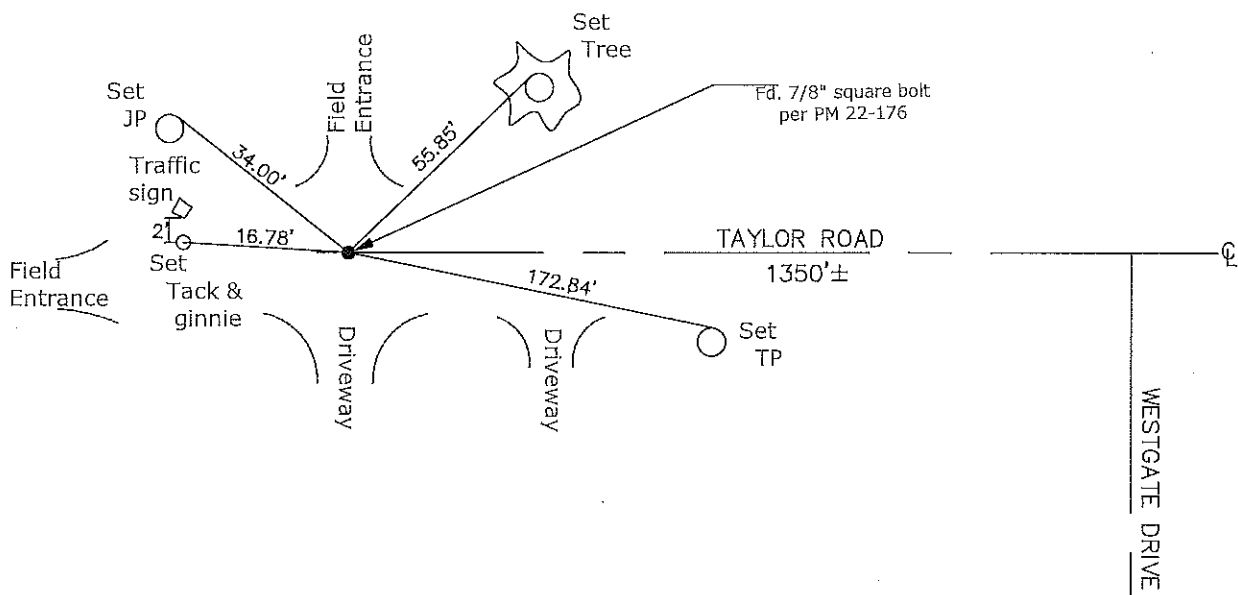 Set
Tree
Set
JP
Field
Entrance
Fd. 7/8" square bolt
per PM 22-176
34.00'
55.85'
Traffic
sign
2'
16.78'
TAYLOR ROAD
℄
1350'±
Field
Entrance
Set
Tack &
ginnie
172.84'
Set
TP
Driveway
Driveway
WESTGATE DRIVE